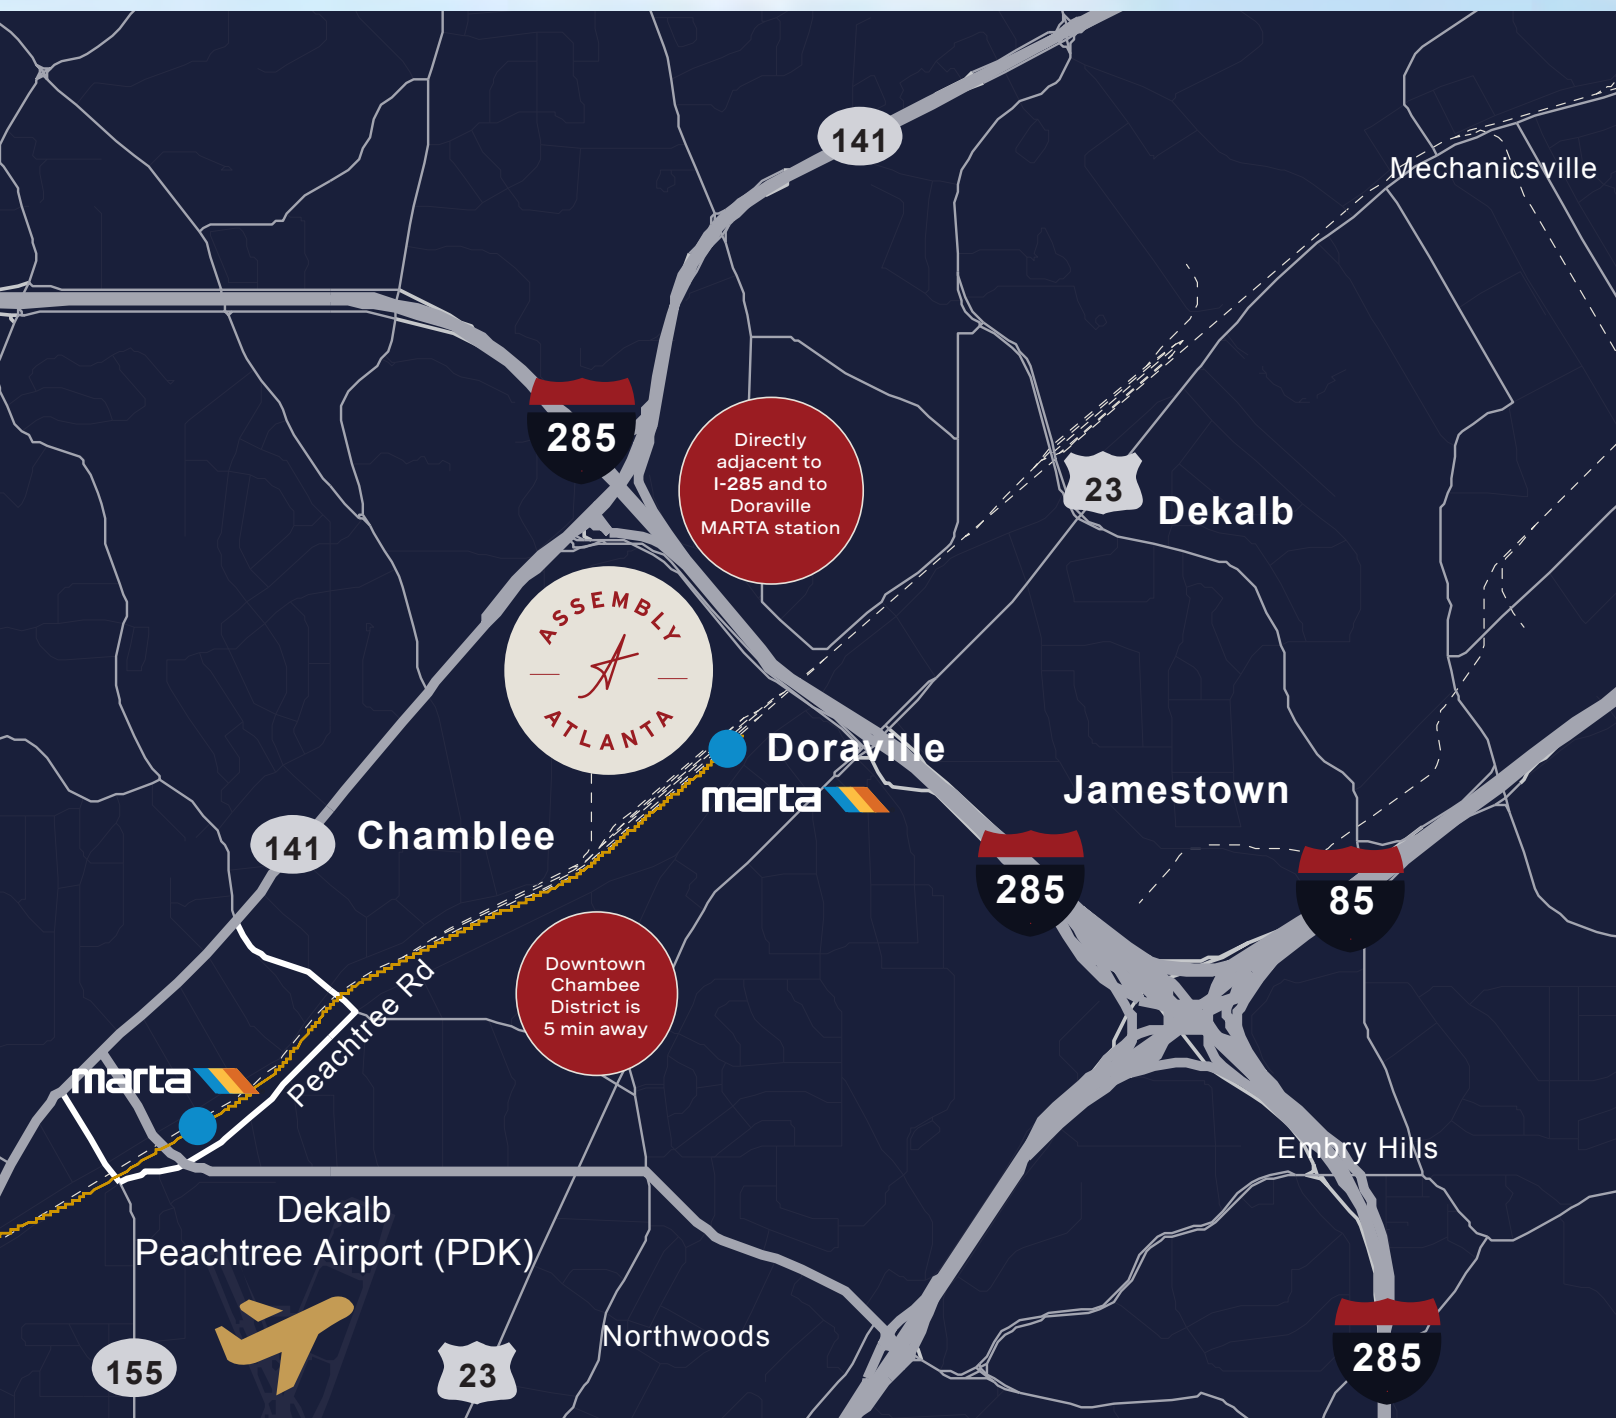 141
Mechanicsville
285
Directly
adjacent to
I-285 and to
Doraville
MARTA station
23
Dekalb
ASSEMBLY
A
ATLANTA
Doraville
marta
Jamestown
141
Chamblee
285
85
Downtown
Chambee
District is
5 min away
Peachtree Rd
marta
Embry Hills
Dekalb
Peachtree Airport (PDK)
Northwoods
155
23
285